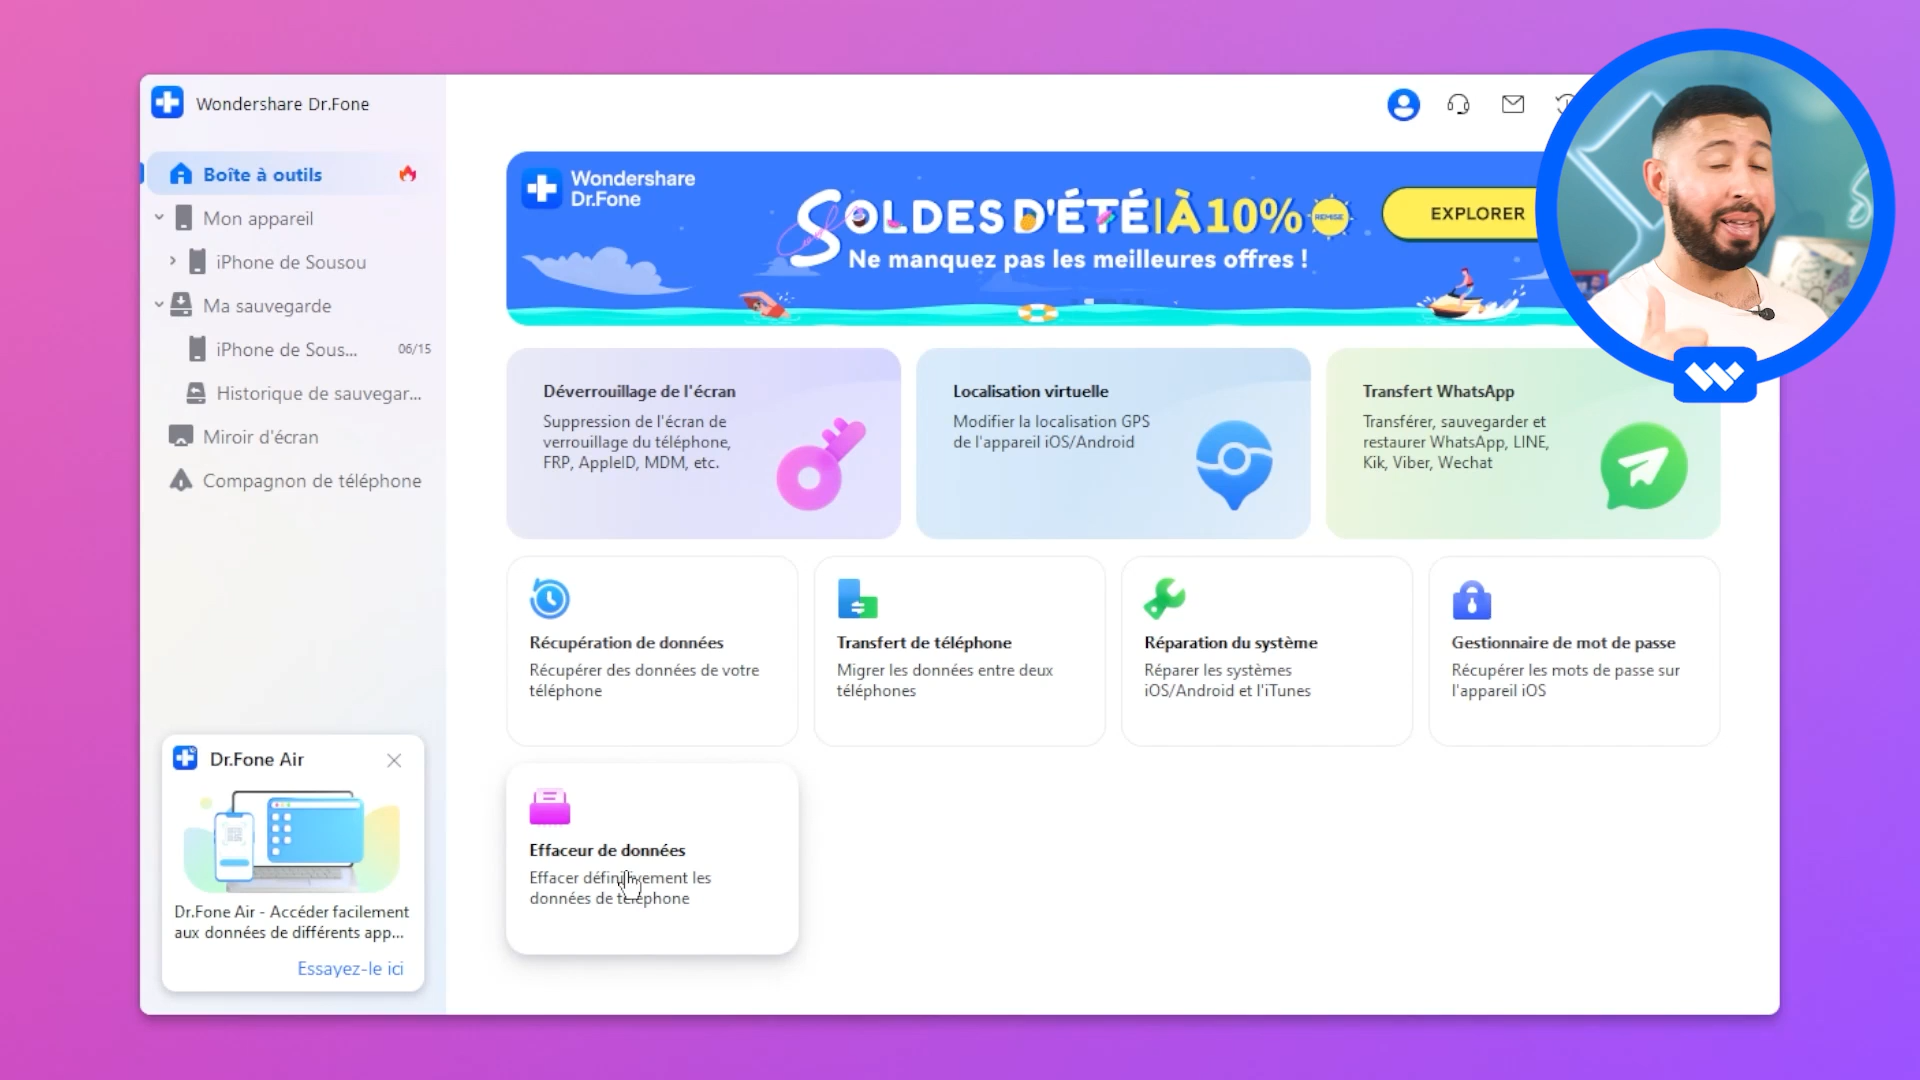 Wondershare Dr.Fone
Boîte à outils
Mon appareil
iPhone de Sousou
Ma sauvegarde
iPhone de Sous... 06/15
Historique de sauvegar...
Miroir d'écran
Compagnon de téléphone
Dr.Fone Air
Dr.Fone Air - Accéder facilement
aux données de différents app...
Essayez-le ici
Wondershare
Dr.Fone
SOLDES D'ÉTÉ|À 10% REMISE
Ne manquez pas les meilleures offres !
EXPLORER
Déverrouillage de l'écran
Suppression de l'écran de
verrouillage du téléphone,
FRP, AppleID, MDM, etc.
Localisation virtuelle
Modifier la localisation GPS
de l'appareil iOS/Android
Transfert WhatsApp
Transférer, sauvegarder et
restaurer WhatsApp, LINE,
Kik, Viber, Wechat
Récupération de données
Récupérer des données de votre
téléphone
Transfert de téléphone
Migrer les données entre deux
téléphones
Réparation du système
Réparer les systèmes
iOS/Android et l'iTunes
Gestionnaire de mot de passe
Récupérer les mots de passe sur
l'appareil iOS
Effaceur de données
Effacer définitivement les
données de téléphone